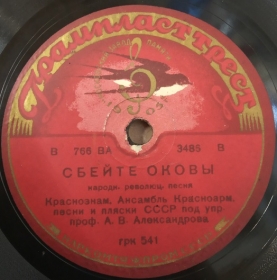 Грампласттрест
В 766 ВА 3485 В
СБЕЙТЕ ОКОВЫ
народн. революц. песня
Краснознам. Ансамбль Красноарм.
песни и пляски СССР под упр.
проф. А. В. Александрова
грк 541